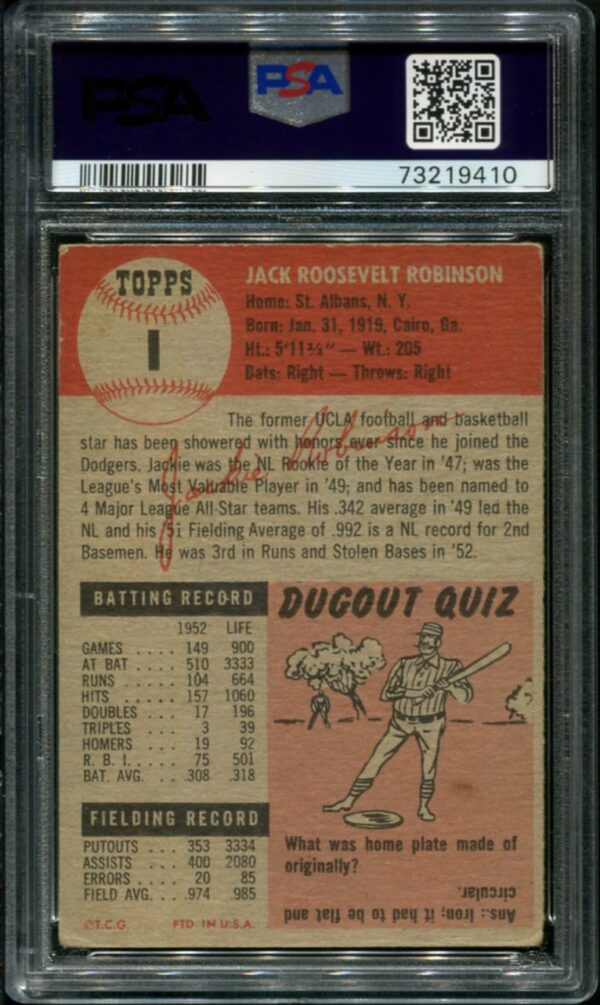 PSA
PSA
73219410
TOPPS
1
JACK ROOSEVELT ROBINSON
Home: St. Albans, N. Y.
Born: Jan. 31, 1919, Cairo, Ga.
Ht.: 5'11¾" — Wt.: 205
Bats: Right — Throws: Right
The former UCLA football and basketball
star has been showered with honors ever since he joined the
Dodgers. Jackie was the NL Rookie of the Year in '47; was the
League's Most Valuable Player in '49; and has been named to
4 Major League All-Star teams. His .342 average in '49 led the
NL and his '51 Fielding Average of .992 is a NL record for 2nd
Basemen. He was 3rd in Runs and Stolen Bases in '52.
Jackie Robinson
BATTING RECORD
1952 LIFE
GAMES .... 149 900
AT BAT .... 510 3333
RUNS .... 104 664
HITS .... 157 1060
DOUBLES ... 17 196
TRIPLES ... 3 39
HOMERS ... 19 92
R. B. I. .... 75 501
BAT. AVG. .. .308 .318
FIELDING RECORD
PUTOUTS ... 353 3334
ASSISTS ... 400 2080
ERRORS .... 20 85
FIELD AVG. .. .974 .985
©T.C.G. PTD IN U.S.A.
DUGOUT QUIZ
What was home plate made of
originally?
Ans.: Iron; it had to be flat and
circular.